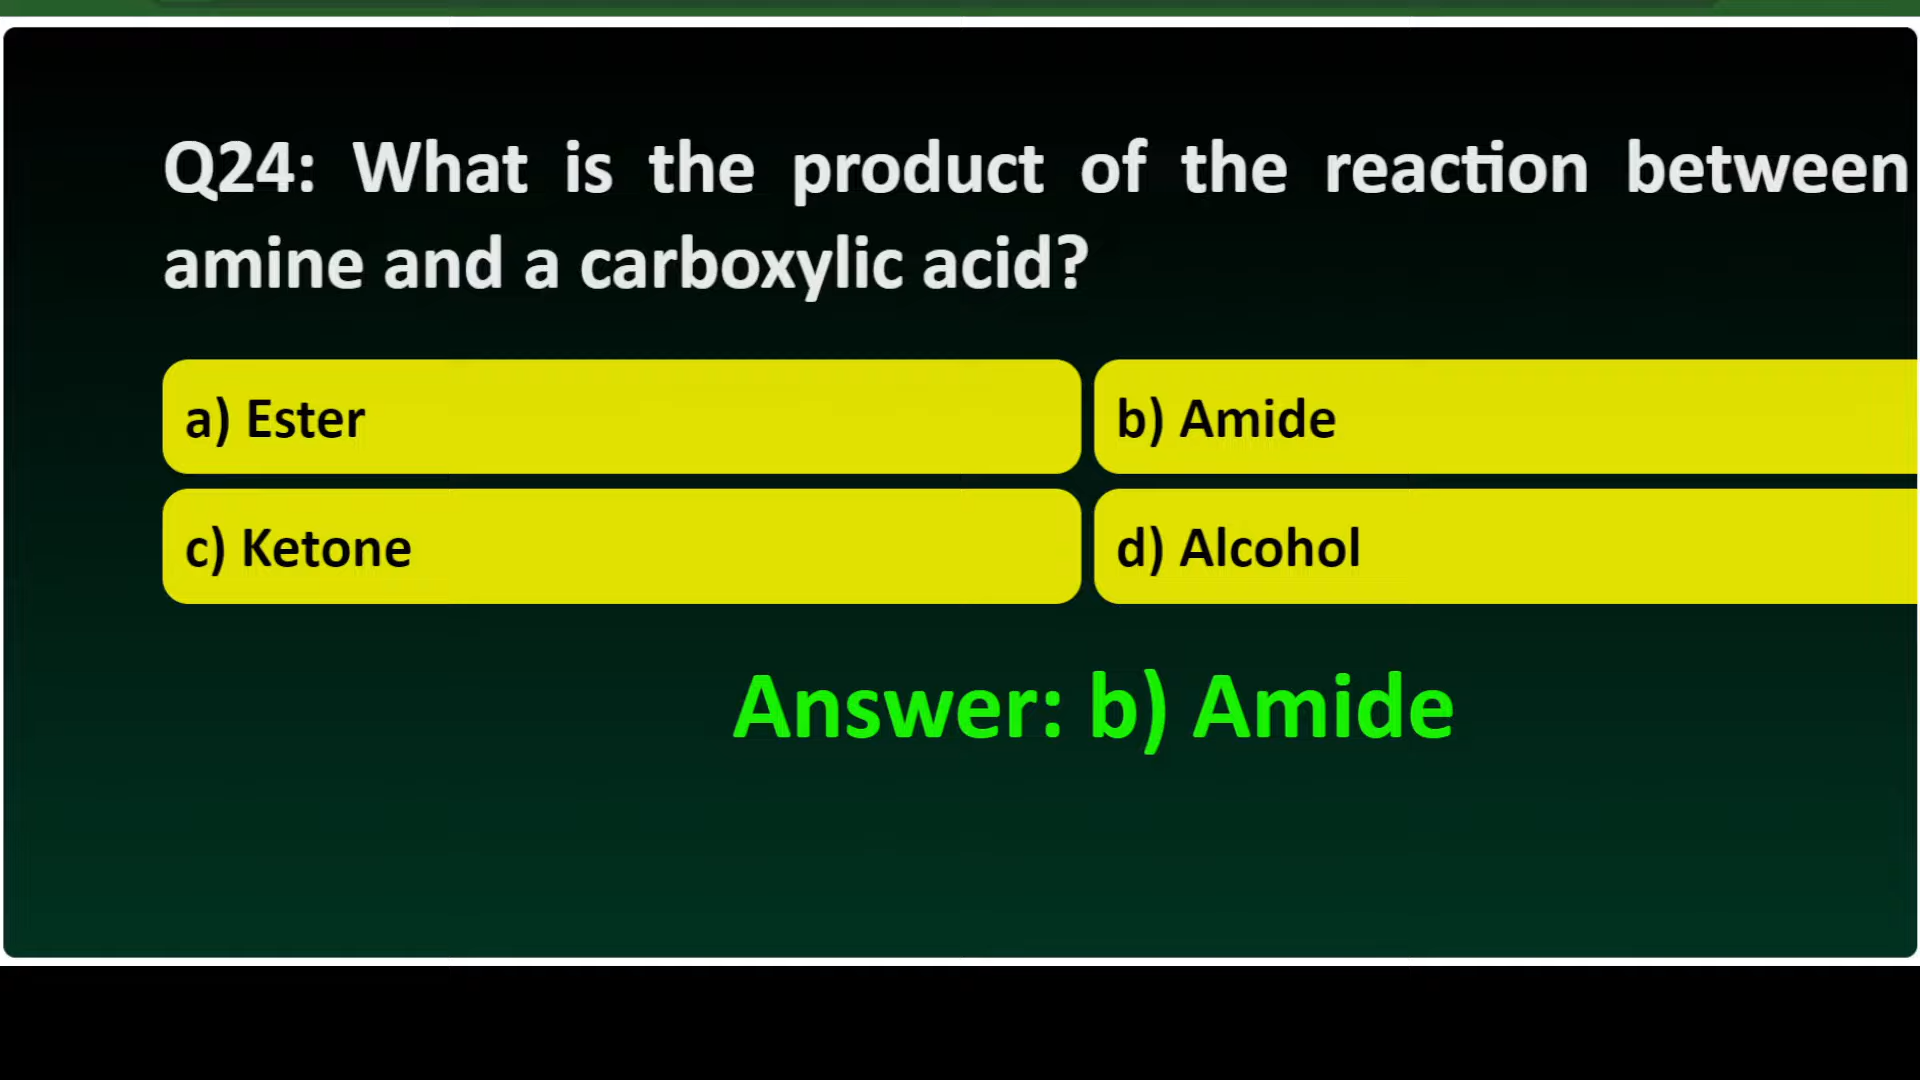 Q24: What is the product of the reaction between
amine and a carboxylic acid?
a) Ester
b) Amide
c) Ketone
d) Alcohol
Answer: b) Amide